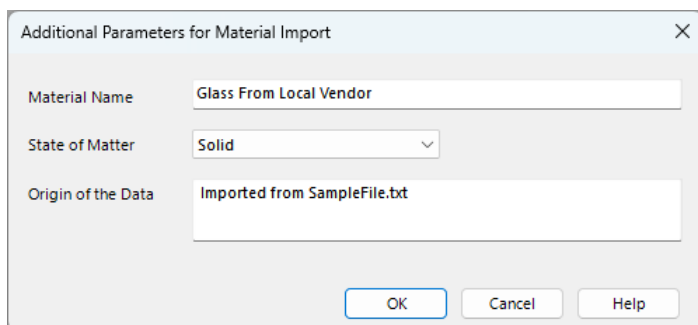 Additional Parameters for Material Import
Material Name
Glass From Local Vendor
State of Matter
Solid
Origin of the Data
Imported from SampleFile.txt
OK
Cancel
Help